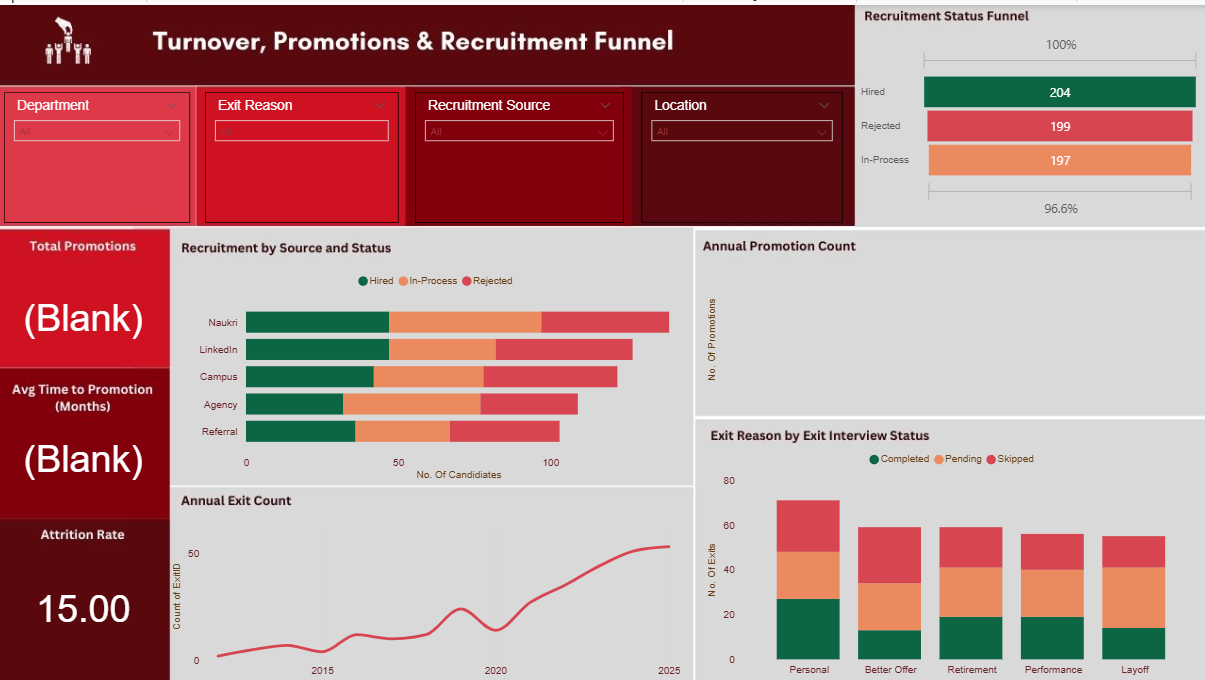 Turnover, Promotions & Recruitment Funnel
Department
All
Exit Reason
All
Recruitment Source
All
Location
All
Recruitment Status Funnel
100%
Hired
204
Rejected
199
In-Process
197
96.6%
Total Promotions
(Blank)
Avg Time to Promotion
(Months)
(Blank)
Attrition Rate
15.00
Recruitment by Source and Status
Hired In-Process Rejected
Naukri
LinkedIn
Campus
Agency
Referral
0 50 100
No. Of Candidates
Annual Exit Count
Count of ExitID
50
0
2015 2020 2025
Annual Promotion Count
No. Of Promotions
Exit Reason by Exit Interview Status
Completed Pending Skipped
No. Of Exits
80
60
40
20
0
Personal Better Offer Retirement Performance Layoff